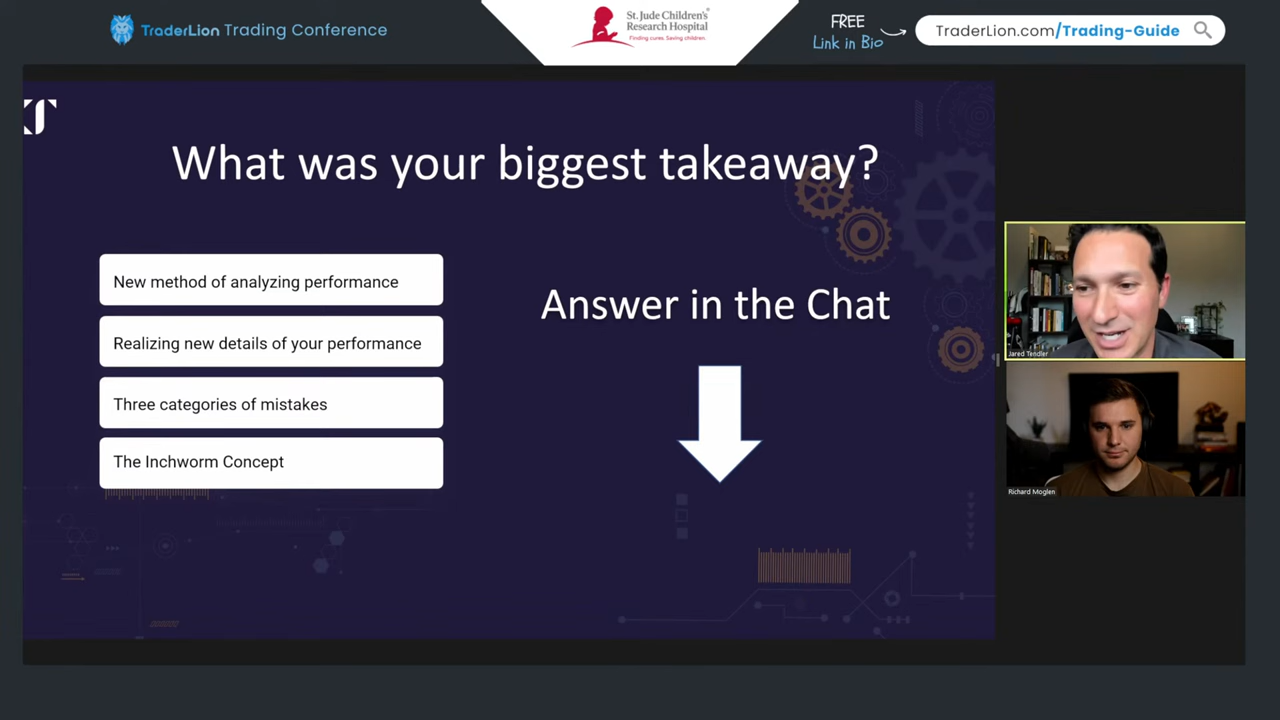 TraderLion Trading Conference
St. Jude Children's
Research Hospital
Finding cures. Saving children.
FREE
Link in Bio
TraderLion.com/Trading-Guide
What was your biggest takeaway?
New method of analyzing performance
Realizing new details of your performance
Three categories of mistakes
The Inchworm Concept
Answer in the Chat
Jared Tendler
Richard Moglen